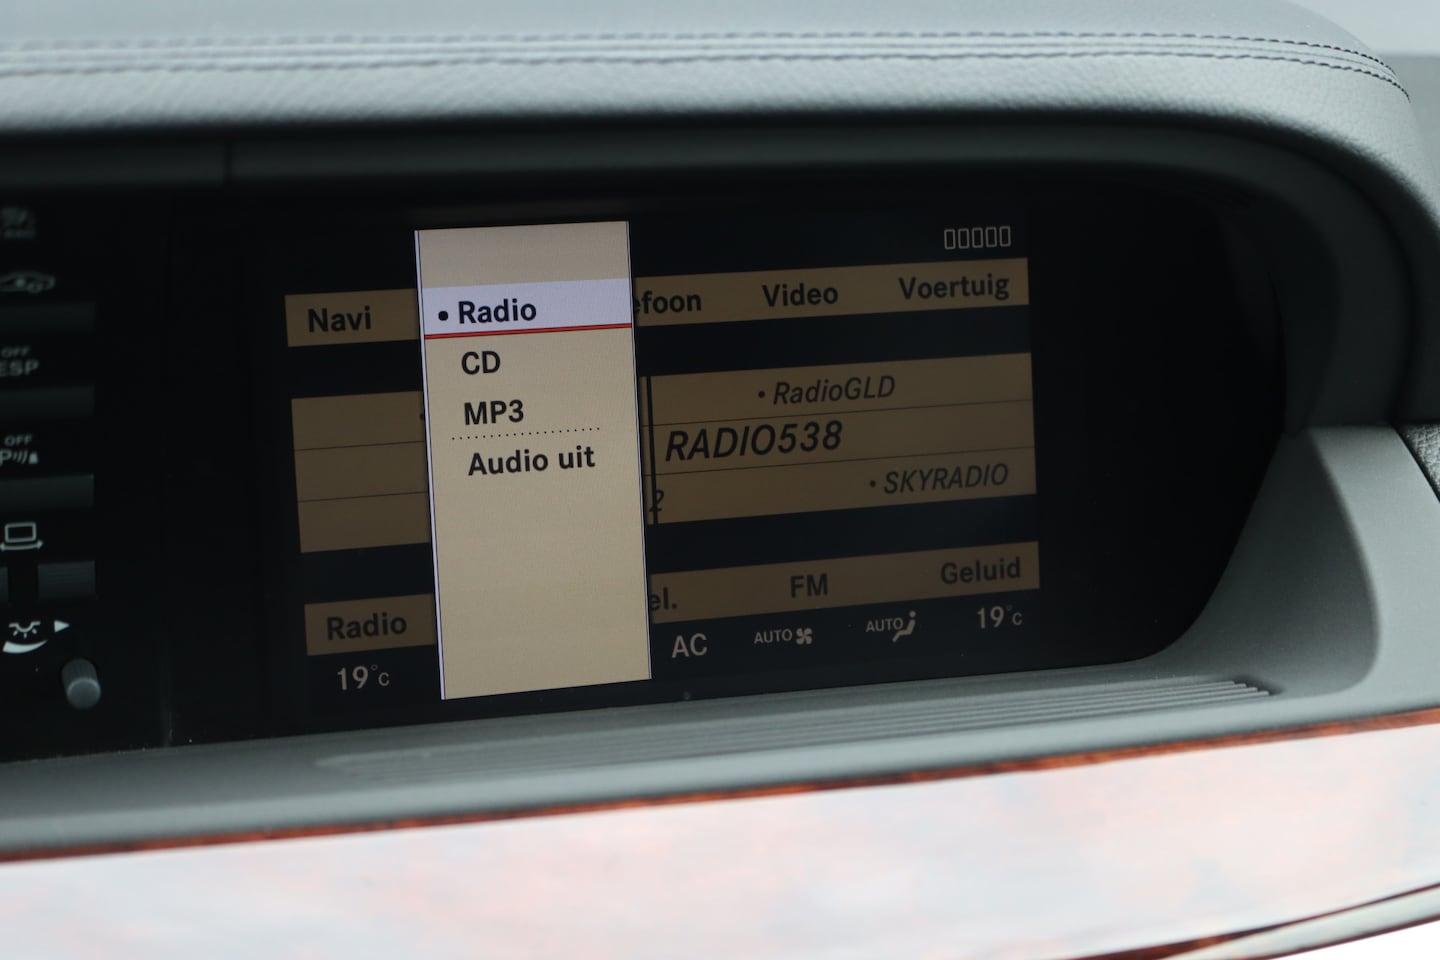 Navi efoon Video Voertuig
• Radio
CD
MP3
Audio uit
• RadioGLD
RADIO538
• SKYRADIO
2
Radio el. FM Geluid
19°C AC AUTO AUTO 19°C
OFF
ESP
OFF
P